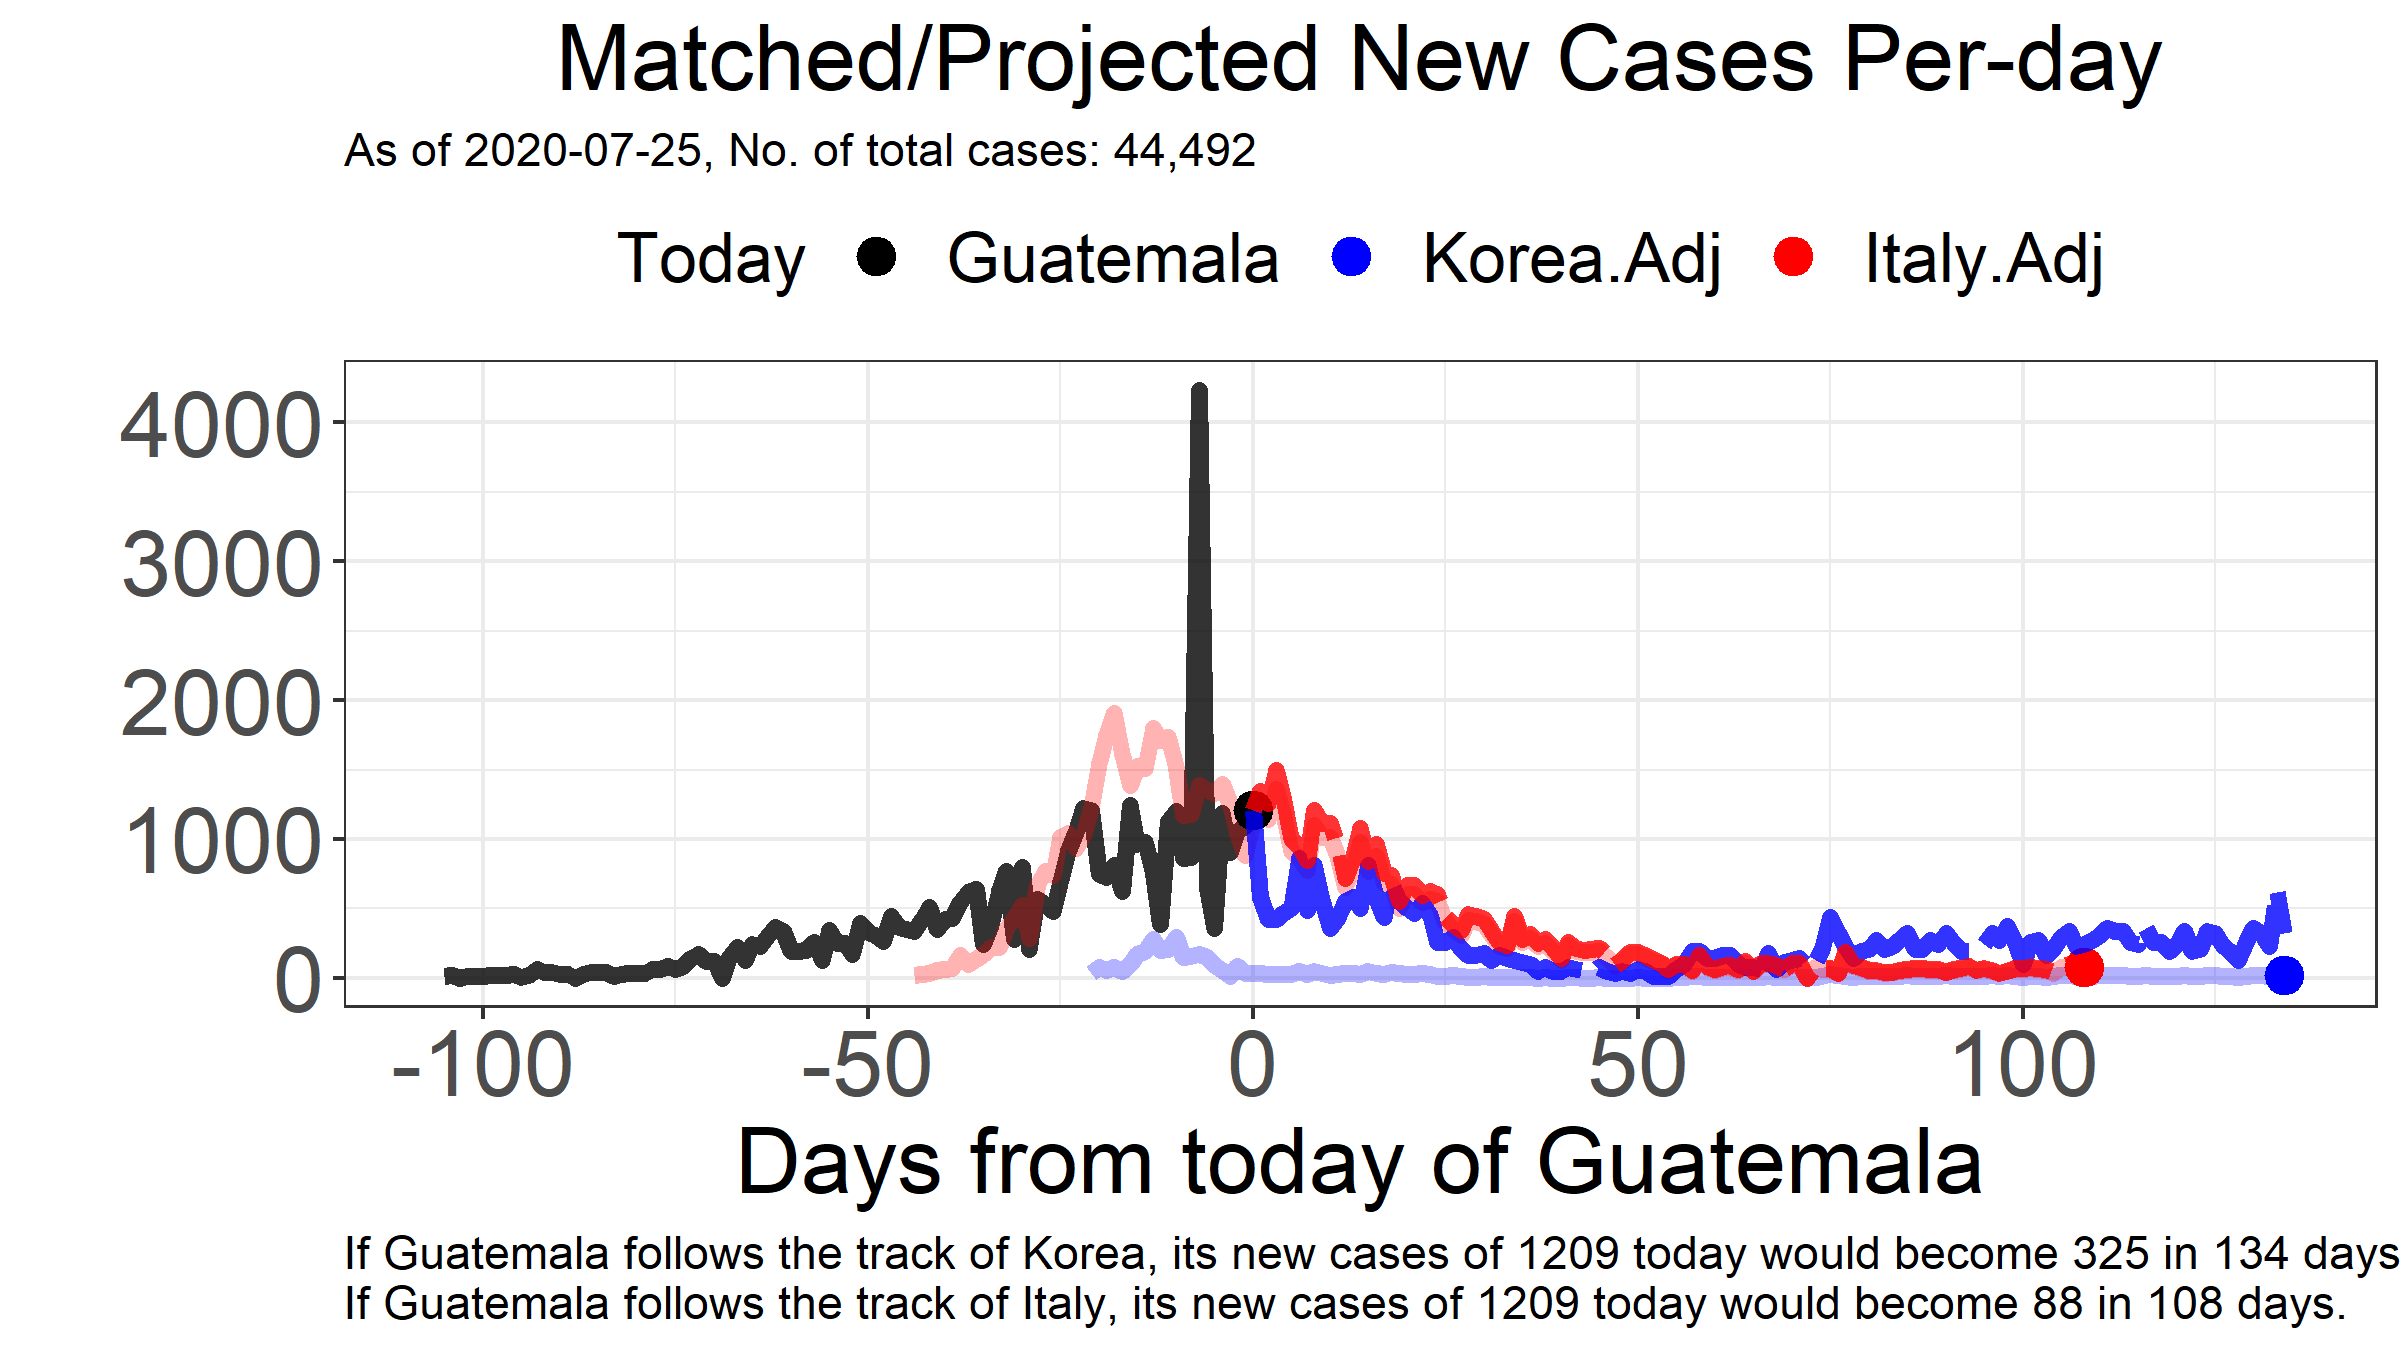 Matched/Projected New Cases Per-day
As of 2020-07-25, No. of total cases: 44,492
Today Guatemala Korea.Adj Italy.Adj
4000
3000
2000
1000
0
-100 -50 0 50 100
Days from today of Guatemala
If Guatemala follows the track of Korea, its new cases of 1209 today would become 325 in 134 days
If Guatemala follows the track of Italy, its new cases of 1209 today would become 88 in 108 days.